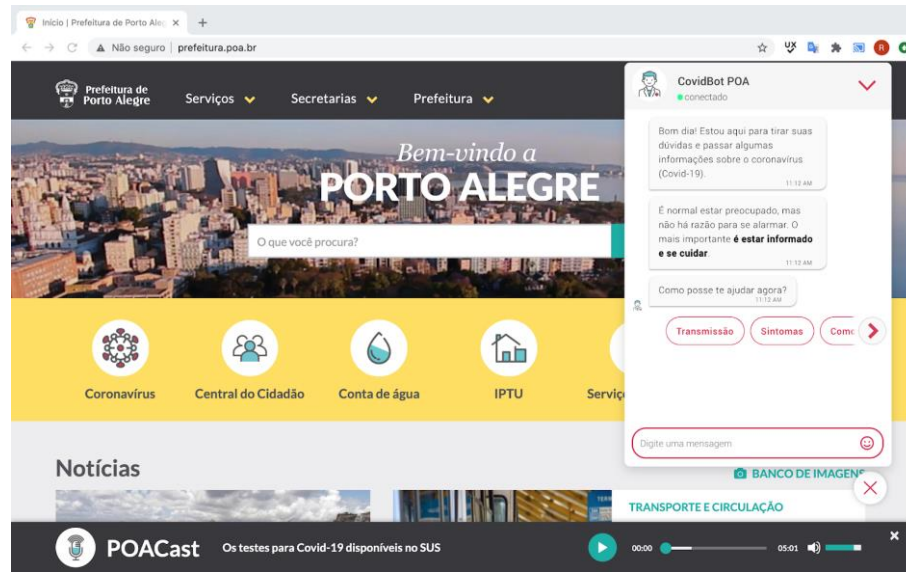 Início | Prefeitura de Porto Aleg
Não seguro | prefeitura.poa.br
UX
R
Prefeitura de
Porto Alegre
Serviços
Secretarias
Prefeitura
Bem-vindo a
PORTO ALEGRE
O que você procura?
Coronavírus
Central do Cidadão
Conta de água
IPTU
Serviç
Notícias
BANCO DE IMAGENS
TRANSPORTE E CIRCULAÇÃO
CovidBot POA
conectado
Bom dia! Estou aqui para tirar suas
dúvidas e passar algumas
informações sobre o coronavírus
(Covid-19).
11:12 AM
É normal estar preocupado, mas
não há razão para se alarmar. O
mais importante é estar informado
e se cuidar.
11:12 AM
Como posse te ajudar agora?
11:12 AM
Transmissão
Sintomas
Como
Digite uma mensagem
POACast
Os testes para Covid-19 disponíveis no SUS
00:00
05:01